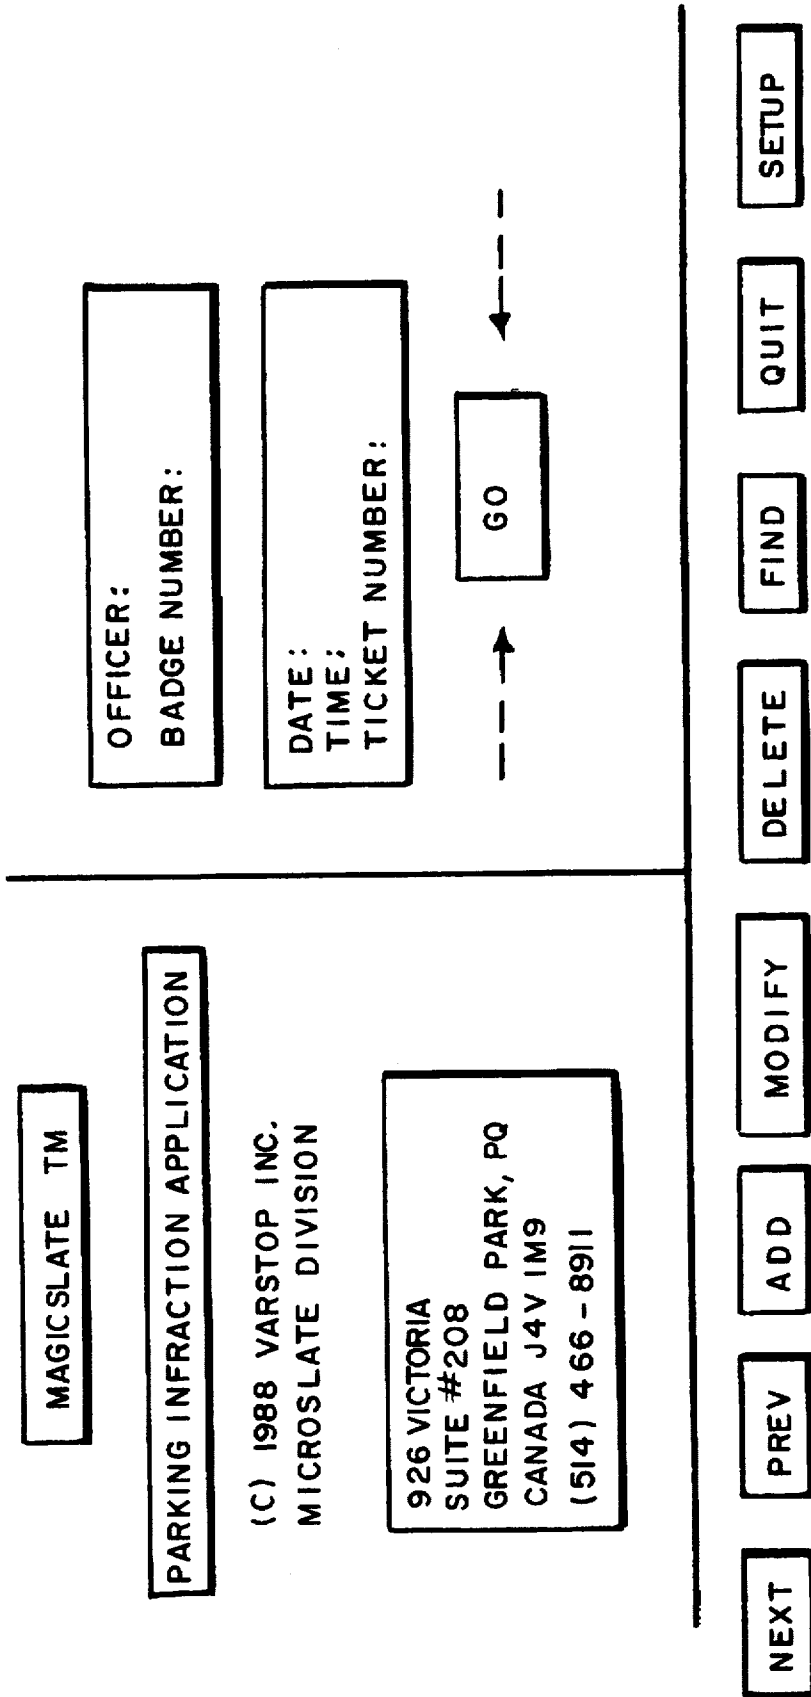 MAGICSLATE TM
PARKING INFRACTION APPLICATION
(C) 1988 VARSTOP INC.
MICROSLATE DIVISION
926 VICTORIA
SUITE #208
GREENFIELD PARK, PQ
CANADA J4V 1M9
(514) 466-8911
OFFICER:
BADGE NUMBER:
DATE:
TIME:
TICKET NUMBER:
GO
NEXT
PREV
ADD
MODIFY
DELETE
FIND
QUIT
SETUP